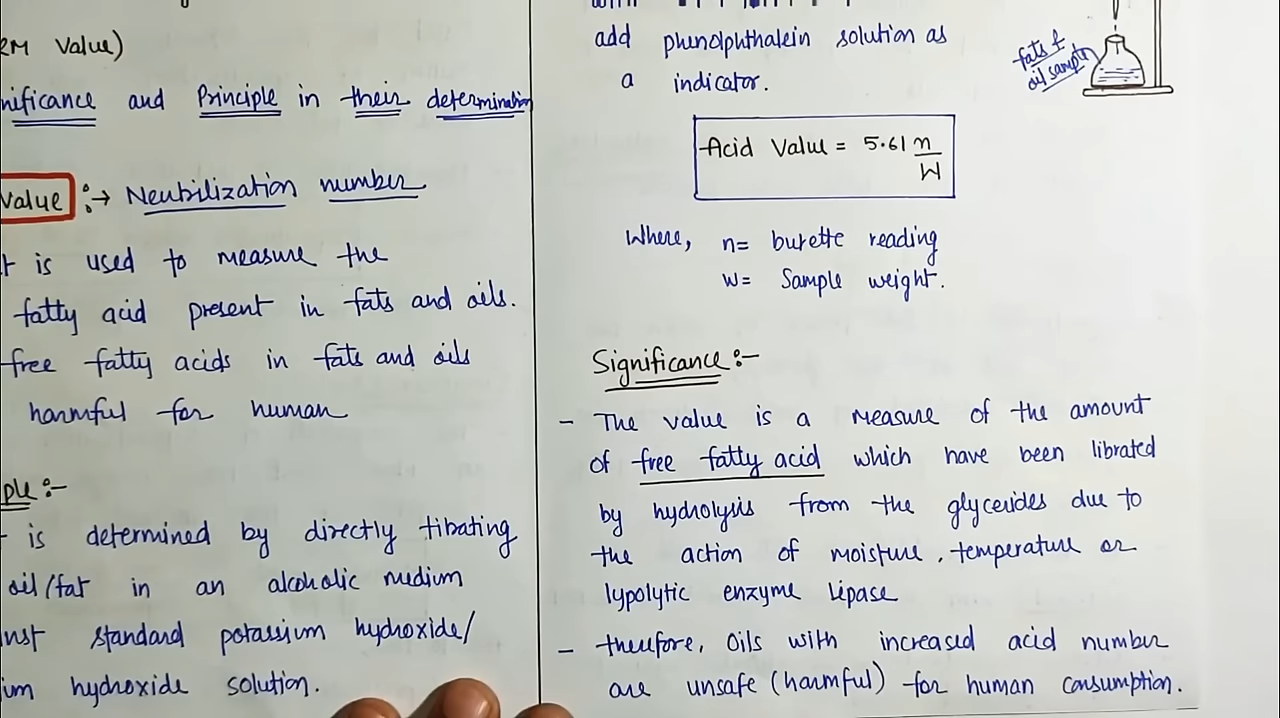 RM Value)
nificance and Principle in their determination
Value :→ Neutrilization number
t is used to measure the
fatty acid present in fats and oils.
free fatty acids in fats and oils
harmful for human
ple :-
is determined by directly titrating
oil/fat in an alcoholic medium
inst standard potassium hydroxide/
ium hydroxide solution.
add phenolphthalein solution as
a indicator.
fats &
oil sample
Acid Value = 5.61 n/W
Where, n= burette reading
w= Sample weight.
Significance :-
- The value is a measure of the amount
of free fatty acid which have been librated
by hydrolysis from the glycerides due to
the action of moisture, temperature or
lypolytic enzyme lipase
- therefore, Oils with increased acid number
are unsafe (harmful) for human consumption.